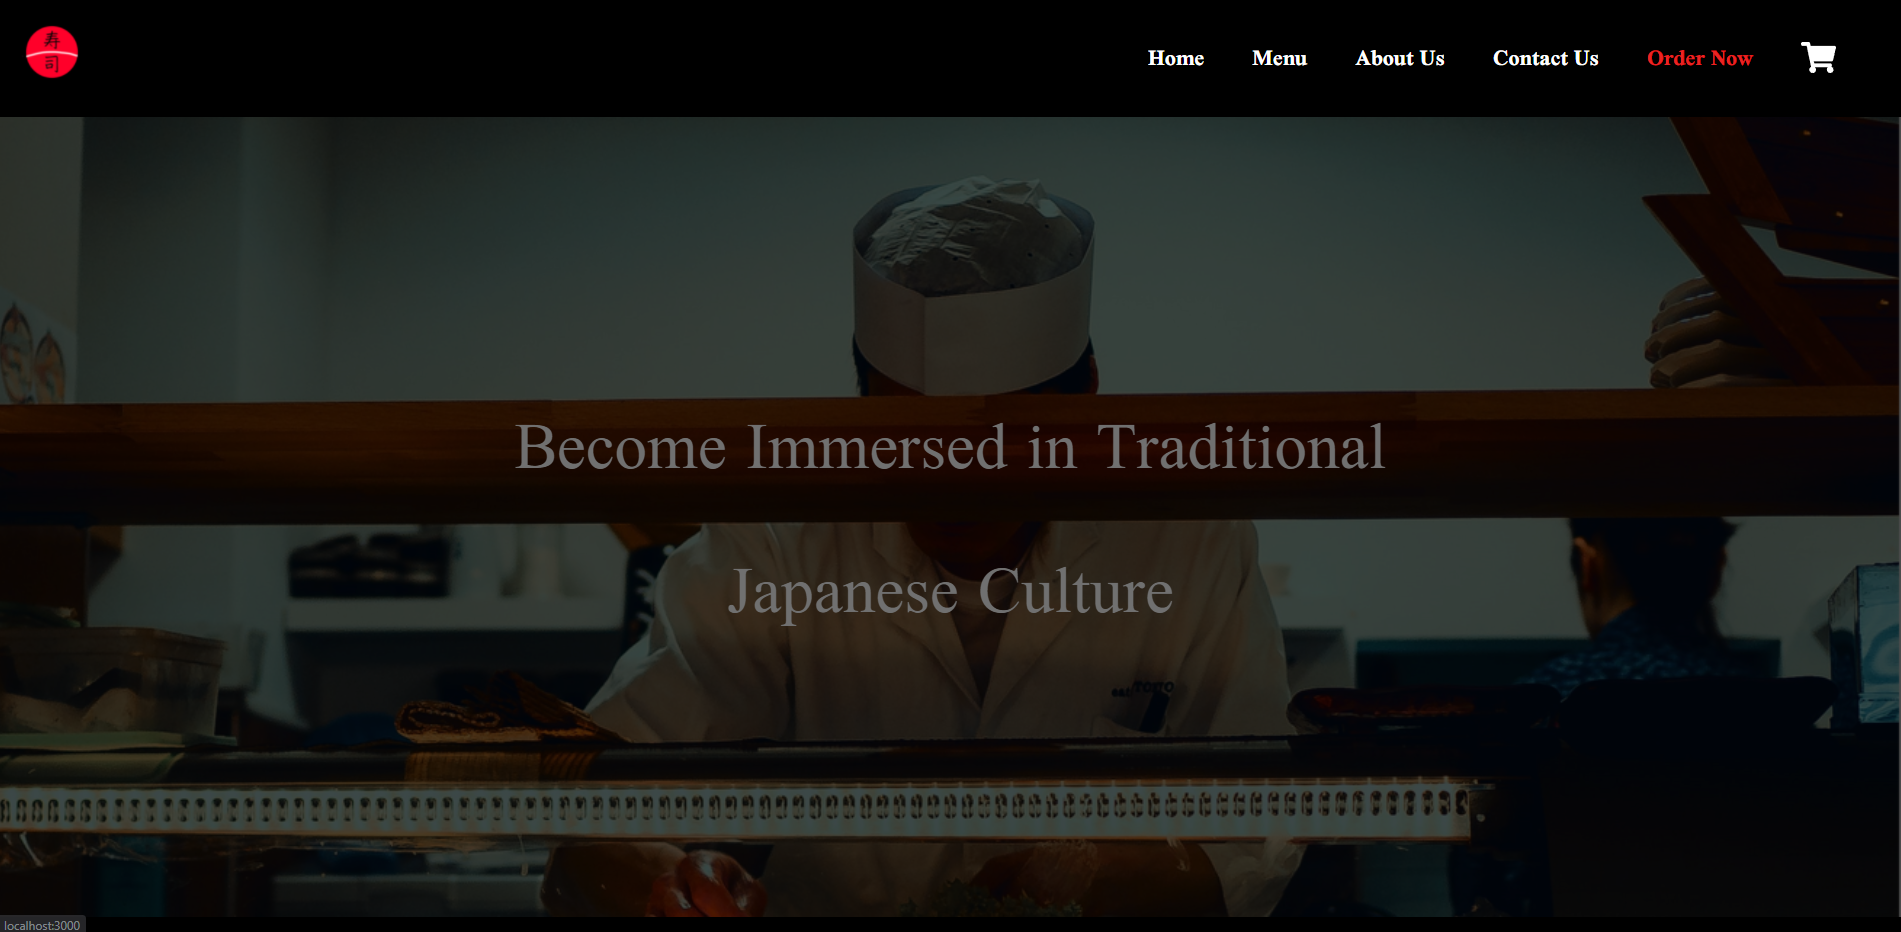 寿
司
Home Menu About Us Contact Us Order Now
Become Immersed in Traditional
Japanese Culture
localhost:3000